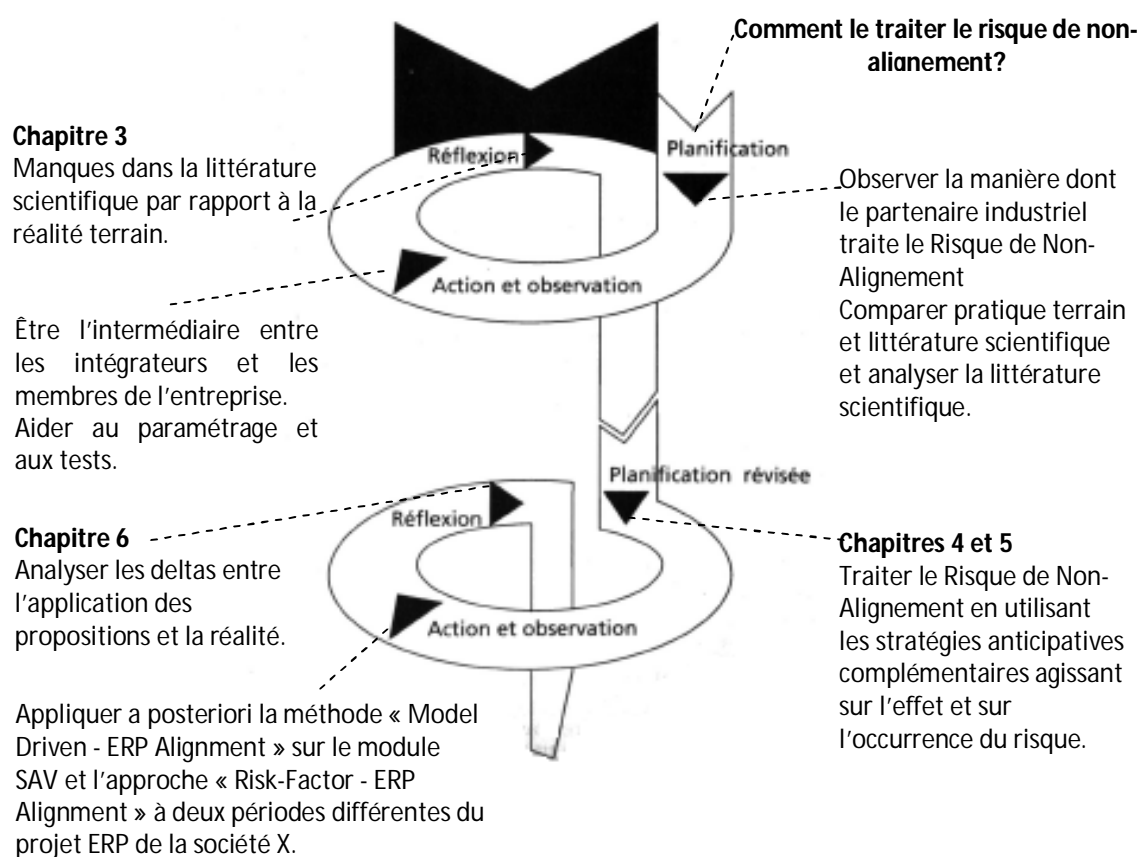 Comment le traiter le risque de non-
alignement?
Chapitre 3
Manques dans la littérature
scientifique par rapport à la
réalité terrain.
Réflexion
Planification
Observer la manière dont
le partenaire industriel
traite le Risque de Non-
Alignement
Comparer pratique terrain
et littérature scientifique
et analyser la littérature
scientifique.
Action et observation
Être l'intermédiaire entre
les intégrateurs et les
membres de l'entreprise.
Aider au paramétrage et
aux tests.
Planification révisée
Réflexion
Chapitre 6
Analyser les deltas entre
l'application des
propositions et la réalité.
Chapitres 4 et 5
Traiter le Risque de Non-
Alignement en utilisant
les stratégies anticipatives
complémentaires agissant
sur l'effet et sur
l'occurrence du risque.
Action et observation
Appliquer a posteriori la méthode « Model
Driven - ERP Alignment » sur le module
SAV et l'approche « Risk-Factor - ERP
Alignment » à deux périodes différentes du
projet ERP de la société X.